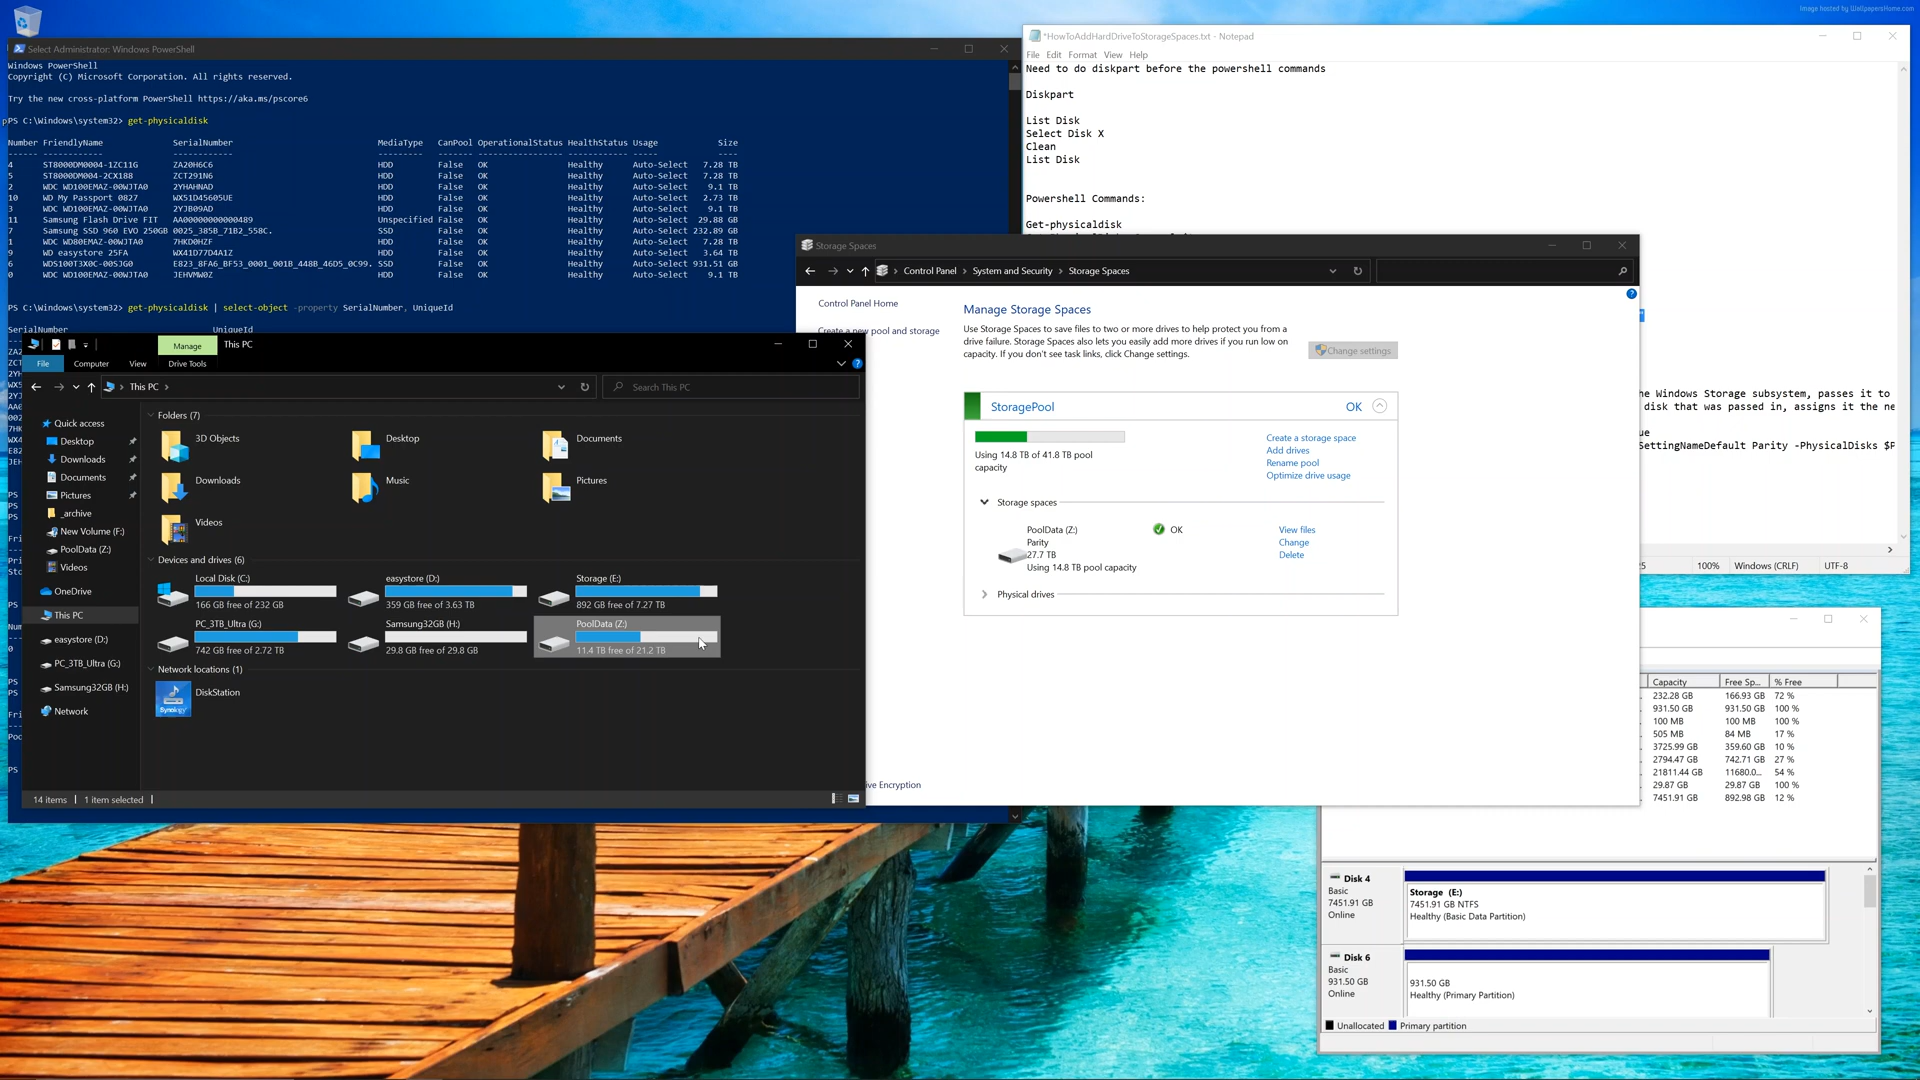 Image hosted by WallpapersHome.com
Select Administrator: Windows PowerShell
Windows PowerShell
Copyright (C) Microsoft Corporation. All rights reserved.
Try the new cross-platform PowerShell https://aka.ms/pscore6
PS C:\Windows\system32> get-physicaldisk
Number FriendlyName SerialNumber MediaType CanPool OperationalStatus HealthStatus Usage Size
4 ST8000DM0004-1ZC11G ZA20H6C6 HDD False OK Healthy Auto-Select 7.28 TB
5 ST8000DM0004-2CX188 ZCT291N6 HDD False OK Healthy Auto-Select 7.28 TB
2 WDC WD100EMAZ-00WJTA0 2YHAHNAD HDD False OK Healthy Auto-Select 9.1 TB
10 WD My Passport 0827 WX51D45605UE HDD False OK Healthy Auto-Select 2.73 TB
3 WDC WD100EMAZ-00WJTA0 2YJB09AD HDD False OK Healthy Auto-Select 9.1 TB
11 Samsung Flash Drive FIT AA00000000000489 Unspecified False OK Healthy Auto-Select 29.88 GB
7 Samsung SSD 960 EVO 250GB 0025_385B_71B2_558C. SSD False OK Healthy Auto-Select 232.89 GB
1 WDC WD80EMAZ-00WJTA0 7HKD0HZF HDD False OK Healthy Auto-Select 7.28 TB
9 WD easystore 25FA WX41D77D4A1Z HDD False OK Healthy Auto-Select 3.64 TB
6 WDS100T3X0C-00SJG0 E823_8FA6_BF53_0001_001B_448B_46D5_0C99. SSD False OK Healthy Auto-Select 931.51 GB
0 WDC WD100EMAZ-00WJTA0 JEHVMW0Z HDD False OK Healthy Auto-Select 9.1 TB
PS C:\Windows\system32> get-physicaldisk | select-object -property SerialNumber, UniqueId
SerialNumber UniqueId
*HowToAddHardDriveToStorageSpaces.txt - Notepad
File Edit Format View Help
Need to do diskpart before the powershell commands
Diskpart
List Disk
Select Disk X
Clean
List Disk
Powershell Commands:
Get-physicaldisk
he Windows Storage subsystem, passes it to
disk that was passed in, assigns it the ne
ue
SettingNameDefault Parity -PhysicalDisks $P
100% Windows (CRLF) UTF-8
Storage Spaces
Control Panel > System and Security > Storage Spaces
Control Panel Home
Create a new pool and storage
ive Encryption
Manage Storage Spaces
Use Storage Spaces to save files to two or more drives to help protect you from a
drive failure. Storage Spaces also lets you easily add more drives if you run low on
capacity. If you don't see task links, click Change settings.
Change settings
StoragePool OK
Using 14.8 TB of 41.8 TB pool
capacity
Create a storage space
Add drives
Rename pool
Optimize drive usage
Storage spaces
PoolData (Z:) OK
Parity
27.7 TB
Using 14.8 TB pool capacity
View files
Change
Delete
Physical drives
Manage This PC
File Computer View Drive Tools
This PC
Search This PC
Quick access
Desktop
Downloads
Documents
Pictures
_archive
New Volume (F:)
PoolData (Z:)
Videos
OneDrive
This PC
easystore (D:)
PC_3TB_Ultra (G:)
Samsung32GB (H:)
Network
Folders (7)
3D Objects
Desktop
Documents
Downloads
Music
Pictures
Videos
Devices and drives (6)
Local Disk (C:)
166 GB free of 232 GB
easystore (D:)
359 GB free of 3.63 TB
Storage (E:)
892 GB free of 7.27 TB
PC_3TB_Ultra (G:)
742 GB free of 2.72 TB
Samsung32GB (H:)
29.8 GB free of 29.8 GB
PoolData (Z:)
11.4 TB free of 21.2 TB
Network locations (1)
Synology
DiskStation
14 items 1 item selected
Capacity Free Sp... % Free
232.28 GB 166.93 GB 72 %
931.50 GB 931.50 GB 100 %
100 MB 100 MB 100 %
505 MB 84 MB 17 %
3725.99 GB 359.60 GB 10 %
2794.47 GB 742.71 GB 27 %
21811.44 GB 11680.0... 54 %
29.87 GB 29.87 GB 100 %
7451.91 GB 892.98 GB 12 %
Disk 4
Basic
7451.91 GB
Online
Storage (E:)
7451.91 GB NTFS
Healthy (Basic Data Partition)
Disk 6
Basic
931.50 GB
Online
931.50 GB
Healthy (Primary Partition)
Unallocated Primary partition